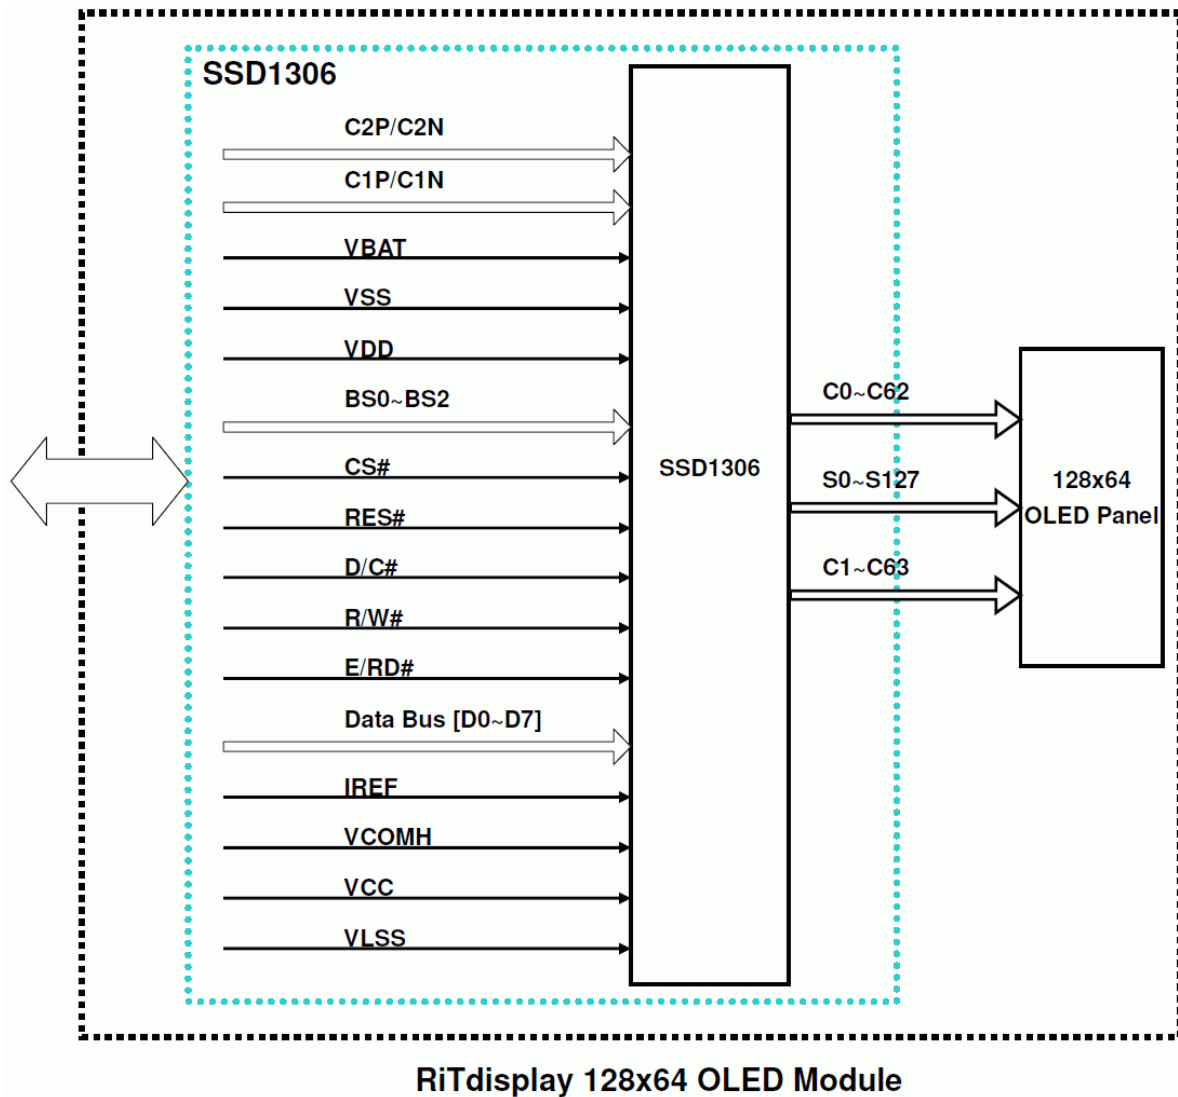 SSD1306
C2P/C2N
C1P/C1N
VBAT
VSS
VDD
BS0~BS2
CS#
RES#
D/C#
R/W#
E/RD#
Data Bus [D0~D7]
IREF
VCOMH
VCC
VLSS
SSD1306
C0~C62
S0~S127
C1~C63
128x64
OLED Panel
RiTdisplay 128x64 OLED Module